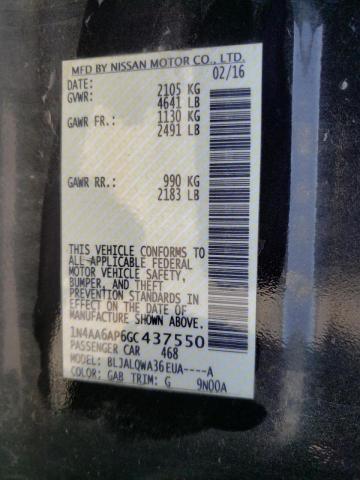 MFD BY NISSAN MOTOR CO., LTD.
DATE: 02/16
GVWR: 2105 KG
4641 LB
GAWR FR.: 1130 KG
2491 LB
GAWR RR.: 990 KG
2183 LB
THIS VEHICLE CONFORMS TO
ALL APPLICABLE FEDERAL
MOTOR VEHICLE SAFETY,
BUMPER, AND THEFT
PREVENTION STANDARDS IN
EFFECT ON THE DATE OF
MANUFACTURE SHOWN ABOVE.
1N4AA6AP6GC437550
PASSENGER CAR 468
MODEL: BLJALQWA36EUA----A
COLOR: GAB TRIM: G 9N00A